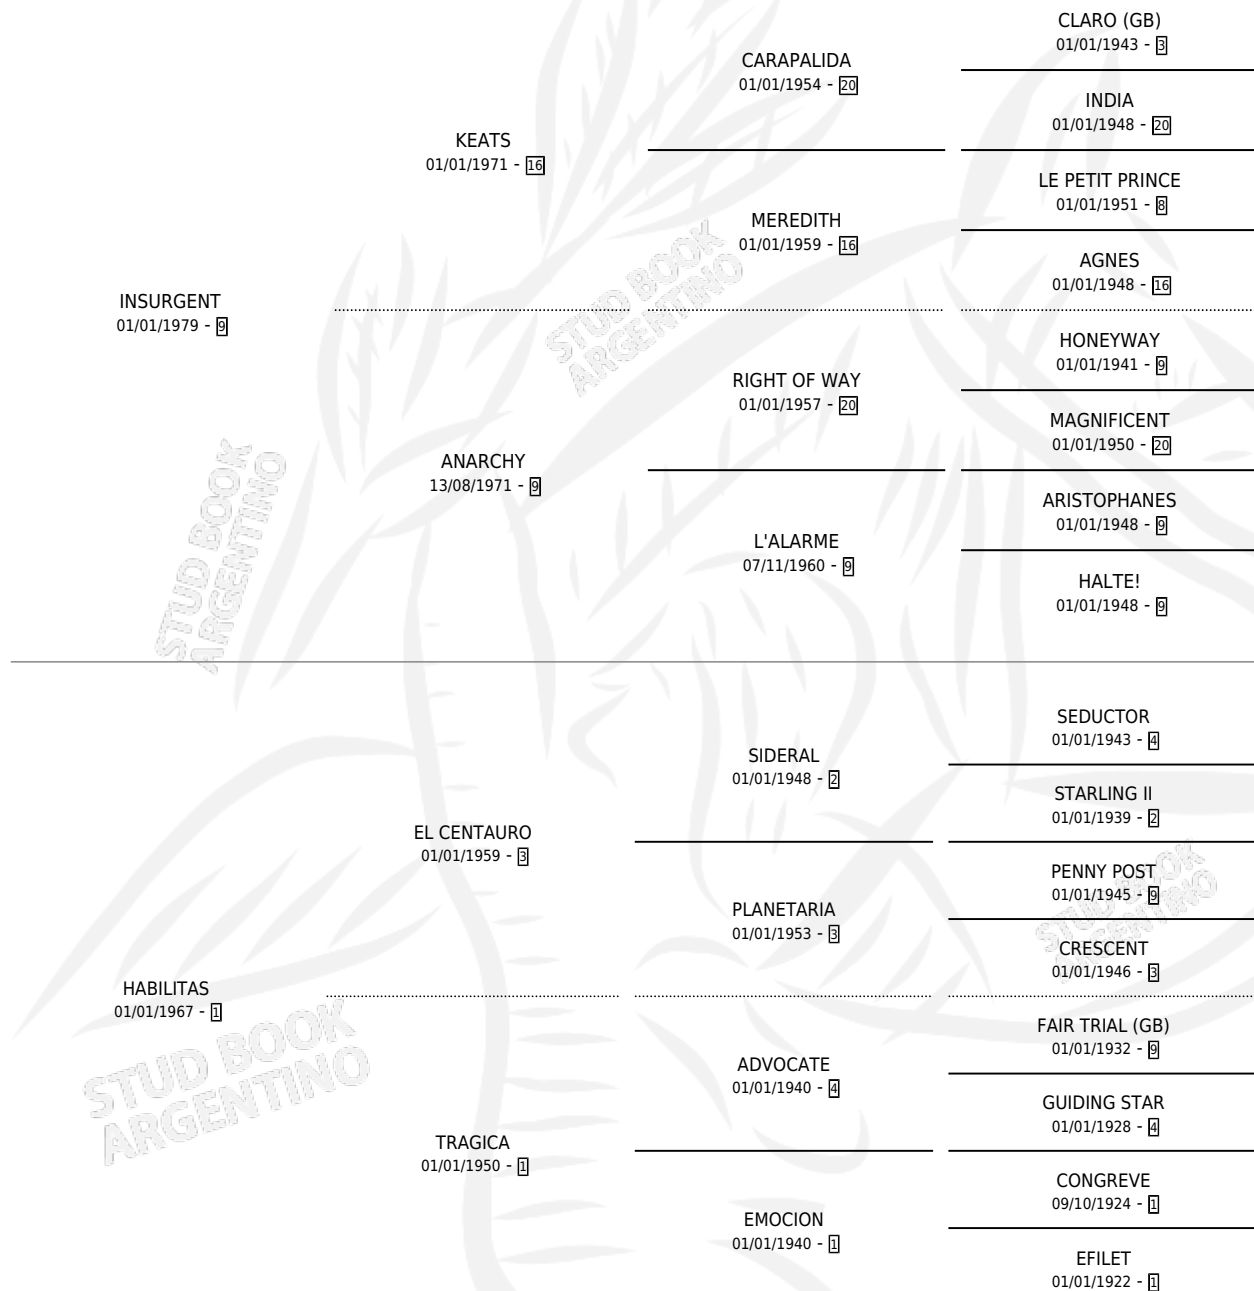 CLARO (GB)
01/01/1943 - 3
CARAPALIDA
01/01/1954 - 20
INDIA
01/01/1948 - 20
KEATS
01/01/1971 - 16
LE PETIT PRINCE
01/01/1951 - 8
MEREDITH
01/01/1959 - 16
AGNES
01/01/1948 - 16
INSURGENT
01/01/1979 - 9
HONEYWAY
01/01/1941 - 9
RIGHT OF WAY
01/01/1957 - 20
MAGNIFICENT
01/01/1950 - 20
ANARCHY
13/08/1971 - 9
ARISTOPHANES
01/01/1948 - 9
L'ALARME
07/11/1960 - 9
HALTE!
01/01/1948 - 9
SEDUCTOR
01/01/1943 - 4
SIDERAL
01/01/1948 - 2
STARLING II
01/01/1939 - 2
EL CENTAURO
01/01/1959 - 3
PENNY POST
01/01/1945 - 9
PLANETARIA
01/01/1953 - 3
CRESCENT
01/01/1946 - 3
HABILITAS
01/01/1967 - 1
FAIR TRIAL (GB)
01/01/1932 - 9
ADVOCATE
01/01/1940 - 4
GUIDING STAR
01/01/1928 - 4
TRAGICA
01/01/1950 - 1
CONGREVE
09/10/1924 - 1
EMOCION
01/01/1940 - 1
EFILET
01/01/1922 - 1
STUD BOOK
ARGENTINO
STUD BOOK
ARGENTINO
STUD BOOK
ARGENTINO
STUD BOOK
ARGENTINO